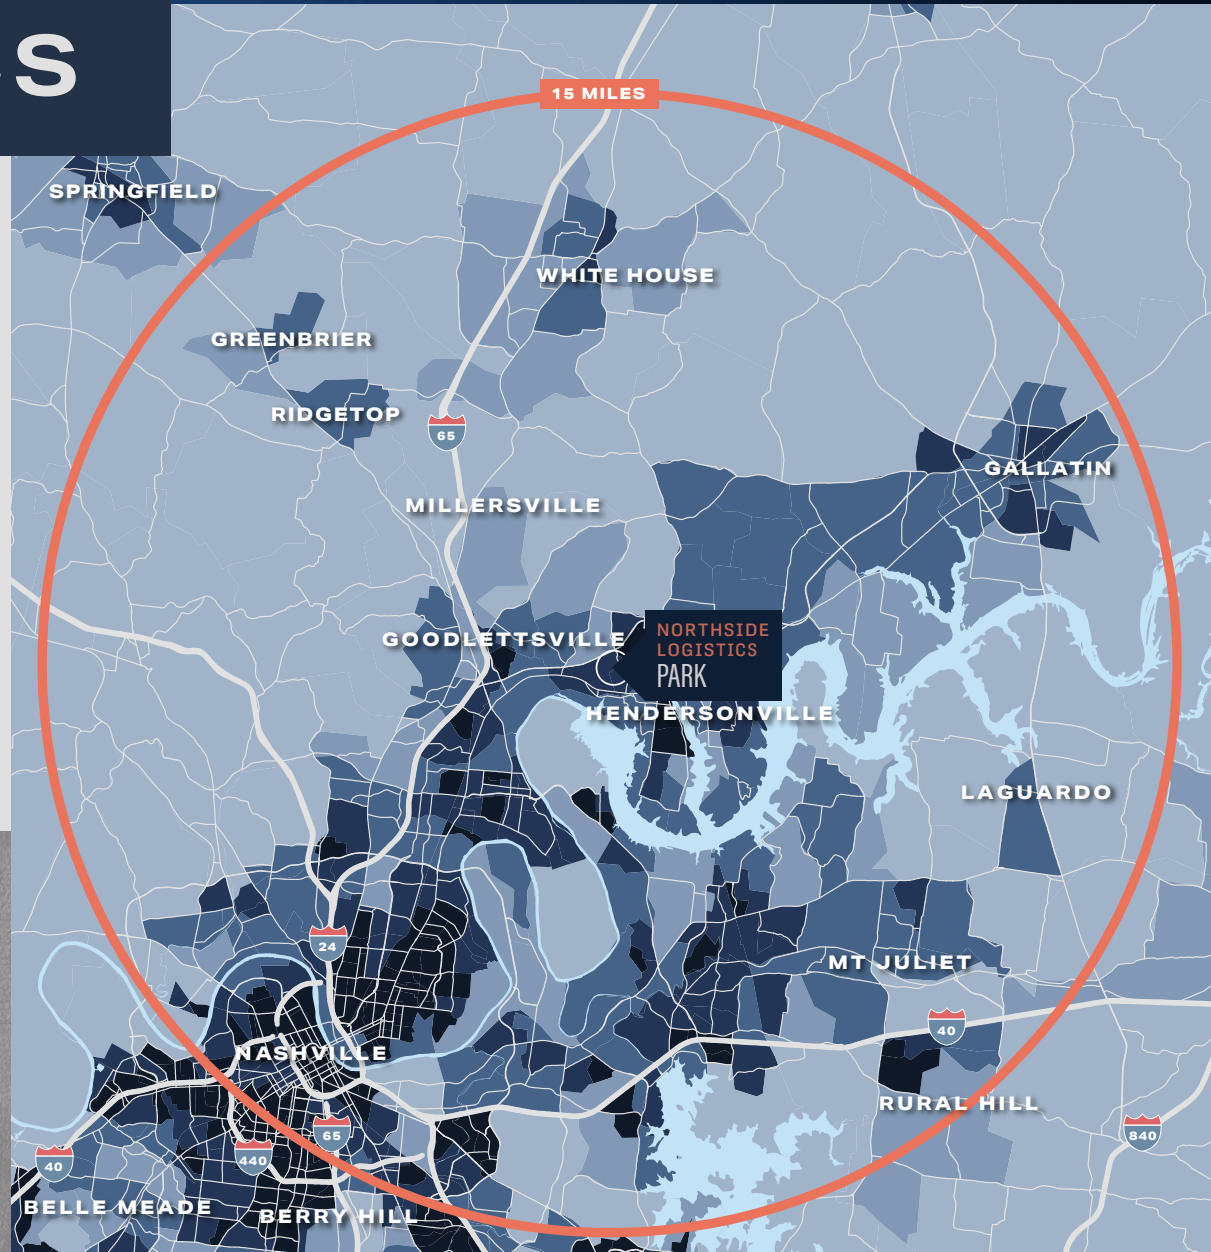 S
15 MILES
SPRINGFIELD
WHITE HOUSE
GREENBRIER
RIDGETOP
65
GALLATIN
MILLERSVILLE
GOODLETTSVILLE
NORTHSIDE
LOGISTICS
PARK
HENDERSONVILLE
LAGUARDO
24
MT JULIET
40
NASHVILLE
RURAL HILL
65
840
440
40
BELLE MEADE
BERRY HILL